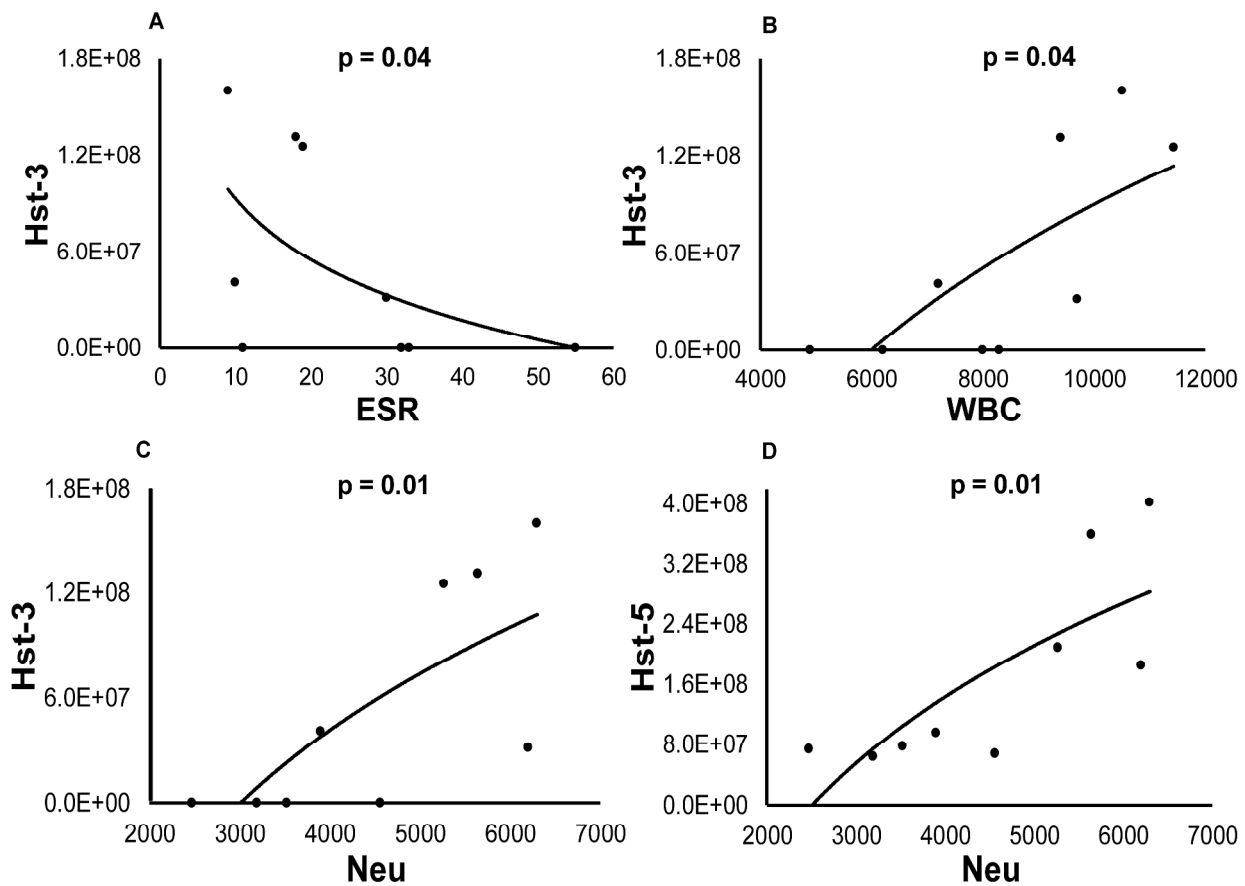 A
p = 0.04
Hst-3
1.8E+08
1.2E+08
6.0E+07
0.0E+00
0 10 20 30 40 50 60
ESR
B
p = 0.04
Hst-3
1.8E+08
1.2E+08
6.0E+07
0.0E+00
4000 6000 8000 10000 12000
WBC
C
p = 0.01
Hst-3
1.8E+08
1.2E+08
6.0E+07
0.0E+00
2000 3000 4000 5000 6000 7000
Neu
D
p = 0.01
Hst-5
4.0E+08
3.2E+08
2.4E+08
1.6E+08
8.0E+07
0.0E+00
2000 3000 4000 5000 6000 7000
Neu